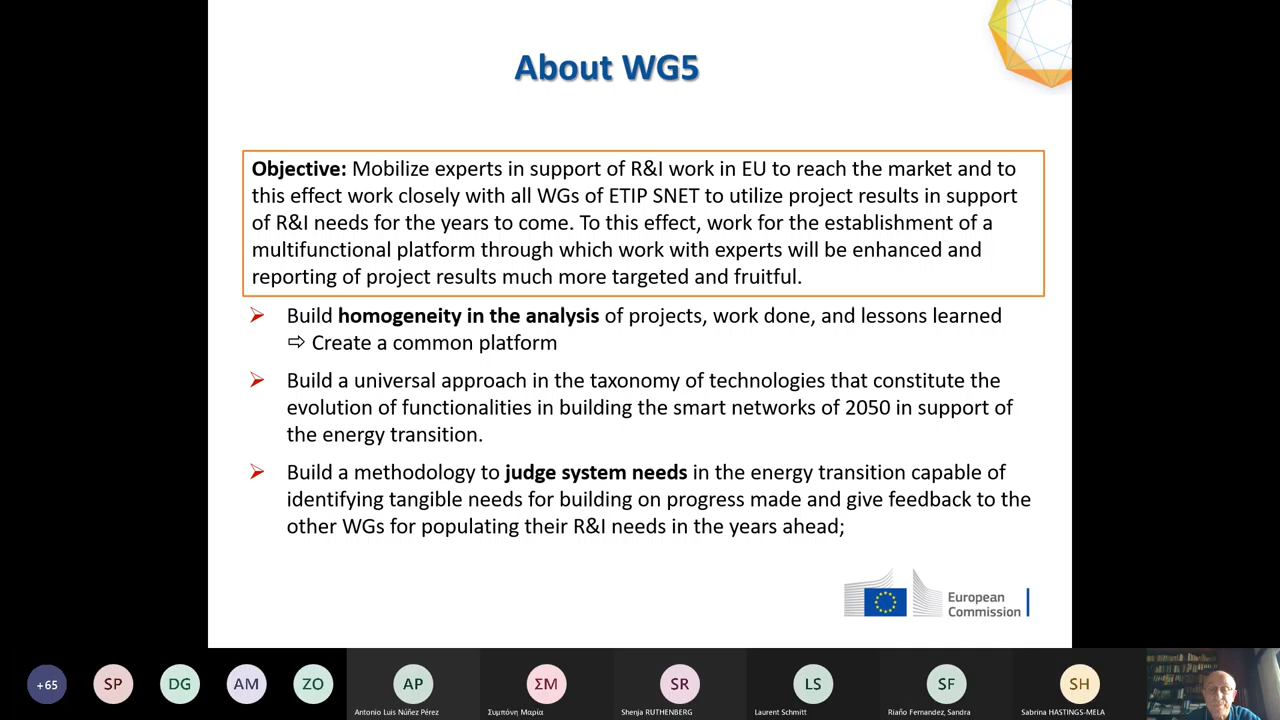 About WG5
Objective: Mobilize experts in support of R&I work in EU to reach the market and to
this effect work closely with all WGs of ETIP SNET to utilize project results in support
of R&I needs for the years to come. To this effect, work for the establishment of a
multifunctional platform through which work with experts will be enhanced and
reporting of project results much more targeted and fruitful.
➢ Build homogeneity in the analysis of projects, work done, and lessons learned
⇨ Create a common platform
➢ Build a universal approach in the taxonomy of technologies that constitute the
evolution of functionalities in building the smart networks of 2050 in support of
the energy transition.
➢ Build a methodology to judge system needs in the energy transition capable of
identifying tangible needs for building on progress made and give feedback to the
other WGs for populating their R&I needs in the years ahead;
European
Commission
+65 SP DG AM ZO AP ΣΜ SR LS SF SH
Antonio Luis Núñez Pérez Συμπόνη Μαρία Shenja RUTHENBERG Laurent Schmitt Riaño Fernandez, Sandra Sabrina HASTINGS-MELA